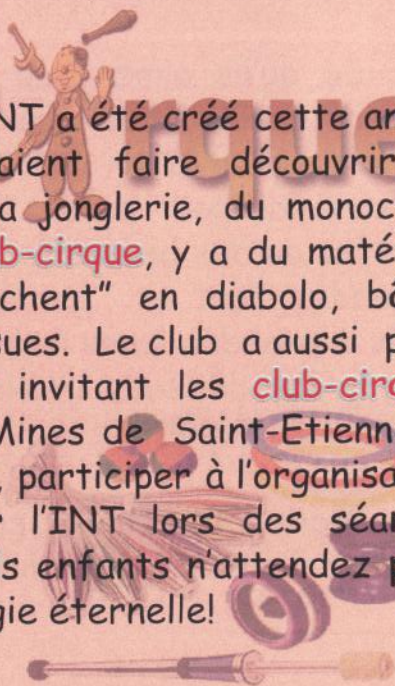 rque
NT a été créé cette an
aient faire découvrir
a jonglerie, du monoc
b-cirque, y a du maté
chent" en diabolo, bâ
ues. Le club a aussi p
invitant les club-circ
Mines de Saint-Etienn
, participer à l'organisa
r l'INT lors des séan
s enfants n'attendez p
gie éternelle!